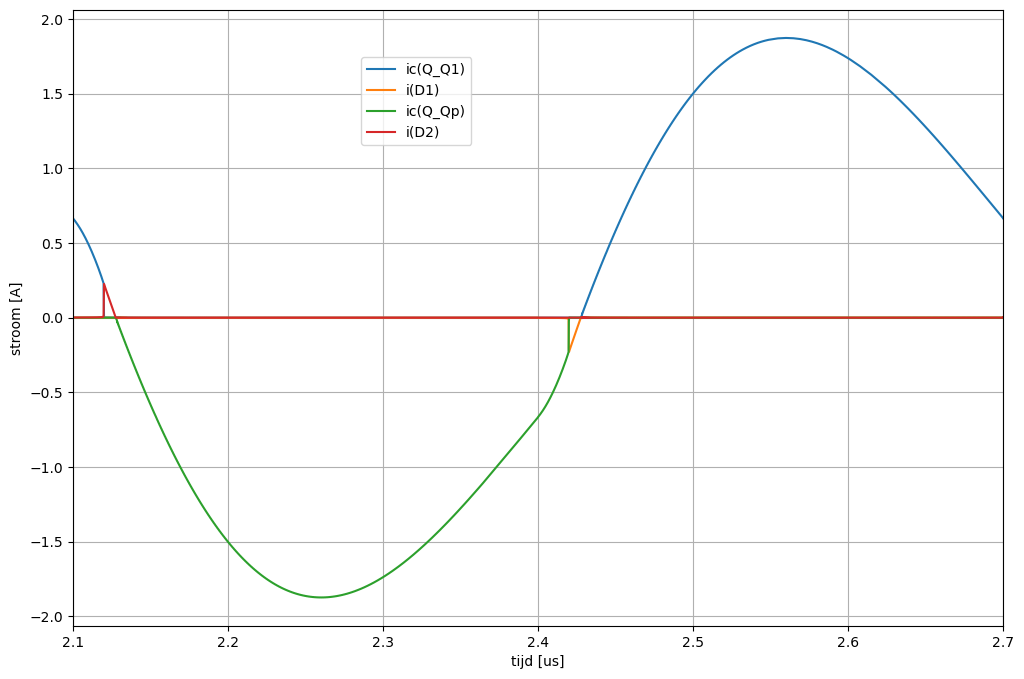 2.0
1.5
1.0
0.5
0.0
−0.5
−1.0
−1.5
−2.0
stroom [A]
ic(Q_Q1)
i(D1)
ic(Q_Qp)
i(D2)
2.1 2.2 2.3 2.4 2.5 2.6 2.7
tijd [us]